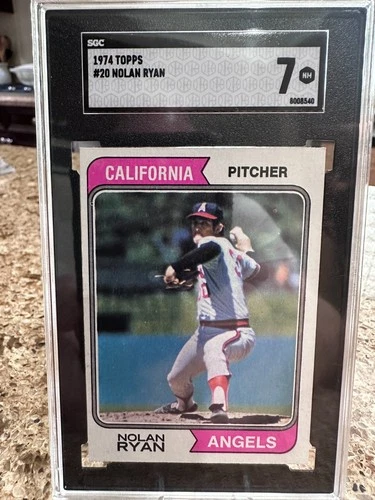 SGC
1974 TOPPS
#20 NOLAN RYAN
7
NM
8008540
CALIFORNIA
PITCHER
A
NOLAN
RYAN
ANGELS